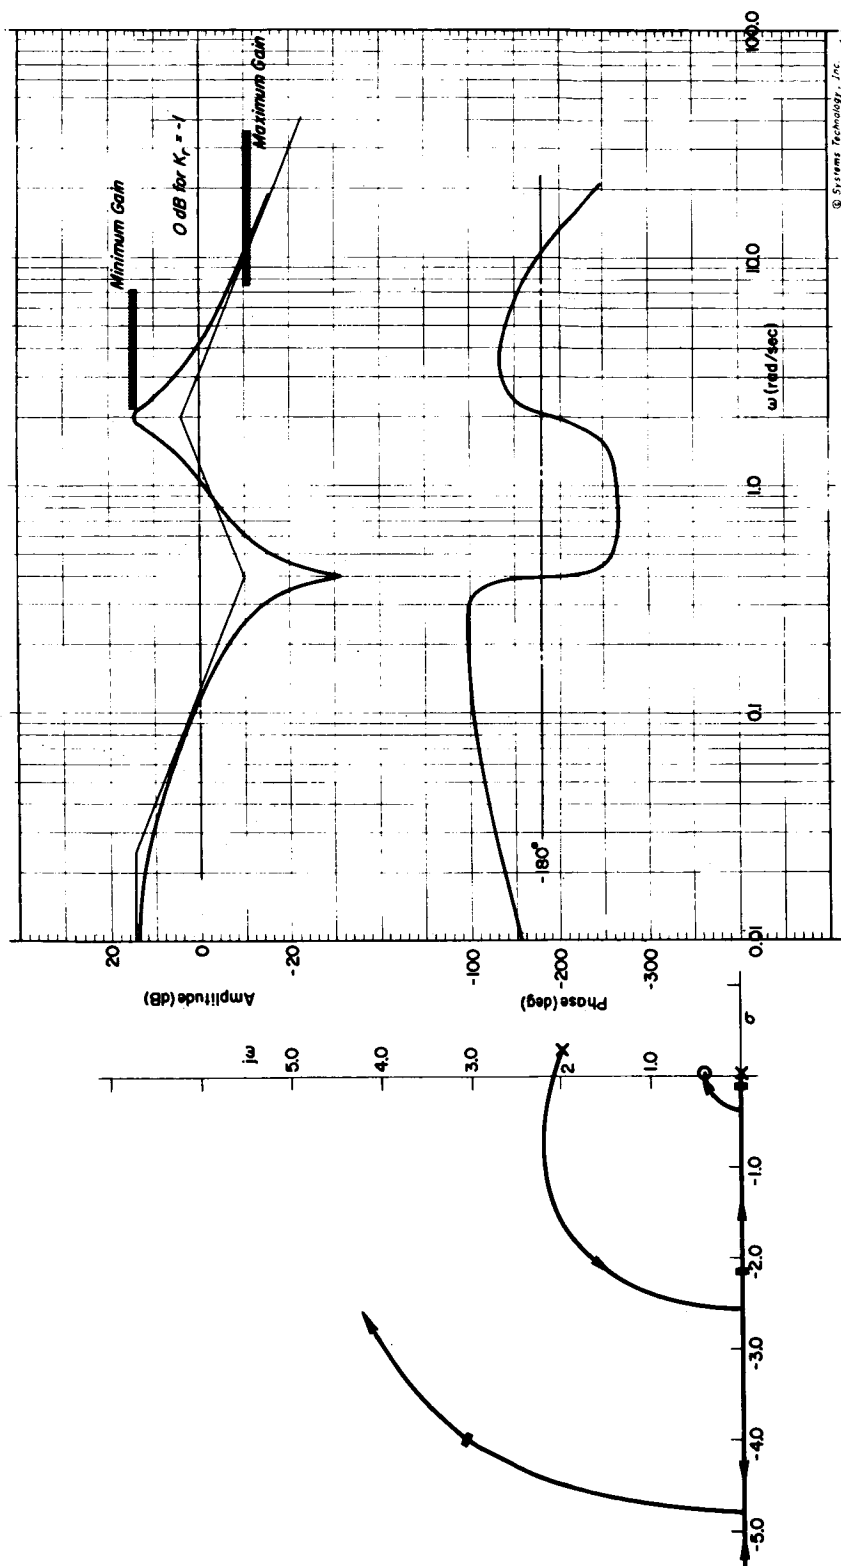 Minimum Gain
0 dB for Kr = -1
Maximum Gain
20
0
-20
Amplitude (dB)
-180°
-100
-200
-300
Phase (deg)
0.01
0.1
1.0
10.0
100.0
ω (rad/sec)
© Systems Technology, Inc.
jω
5.0
4.0
3.0
2
1.0
σ
-1.0
-2.0
-3.0
-4.0
-5.0